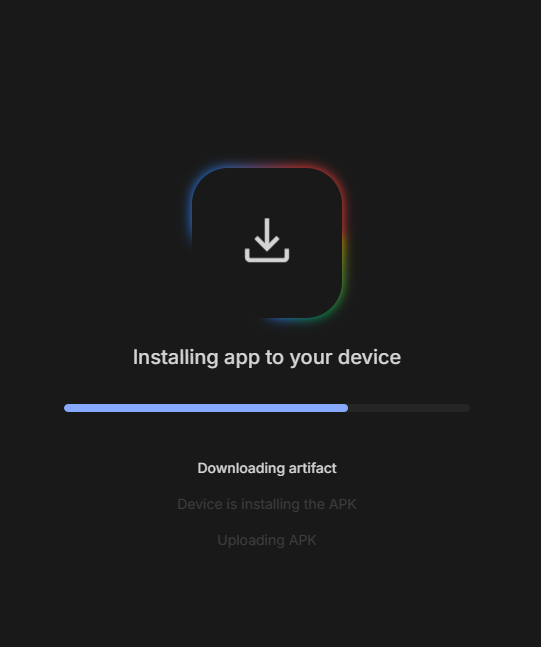 Installing app to your device
Downloading artifact
Device is installing the APK
Uploading APK